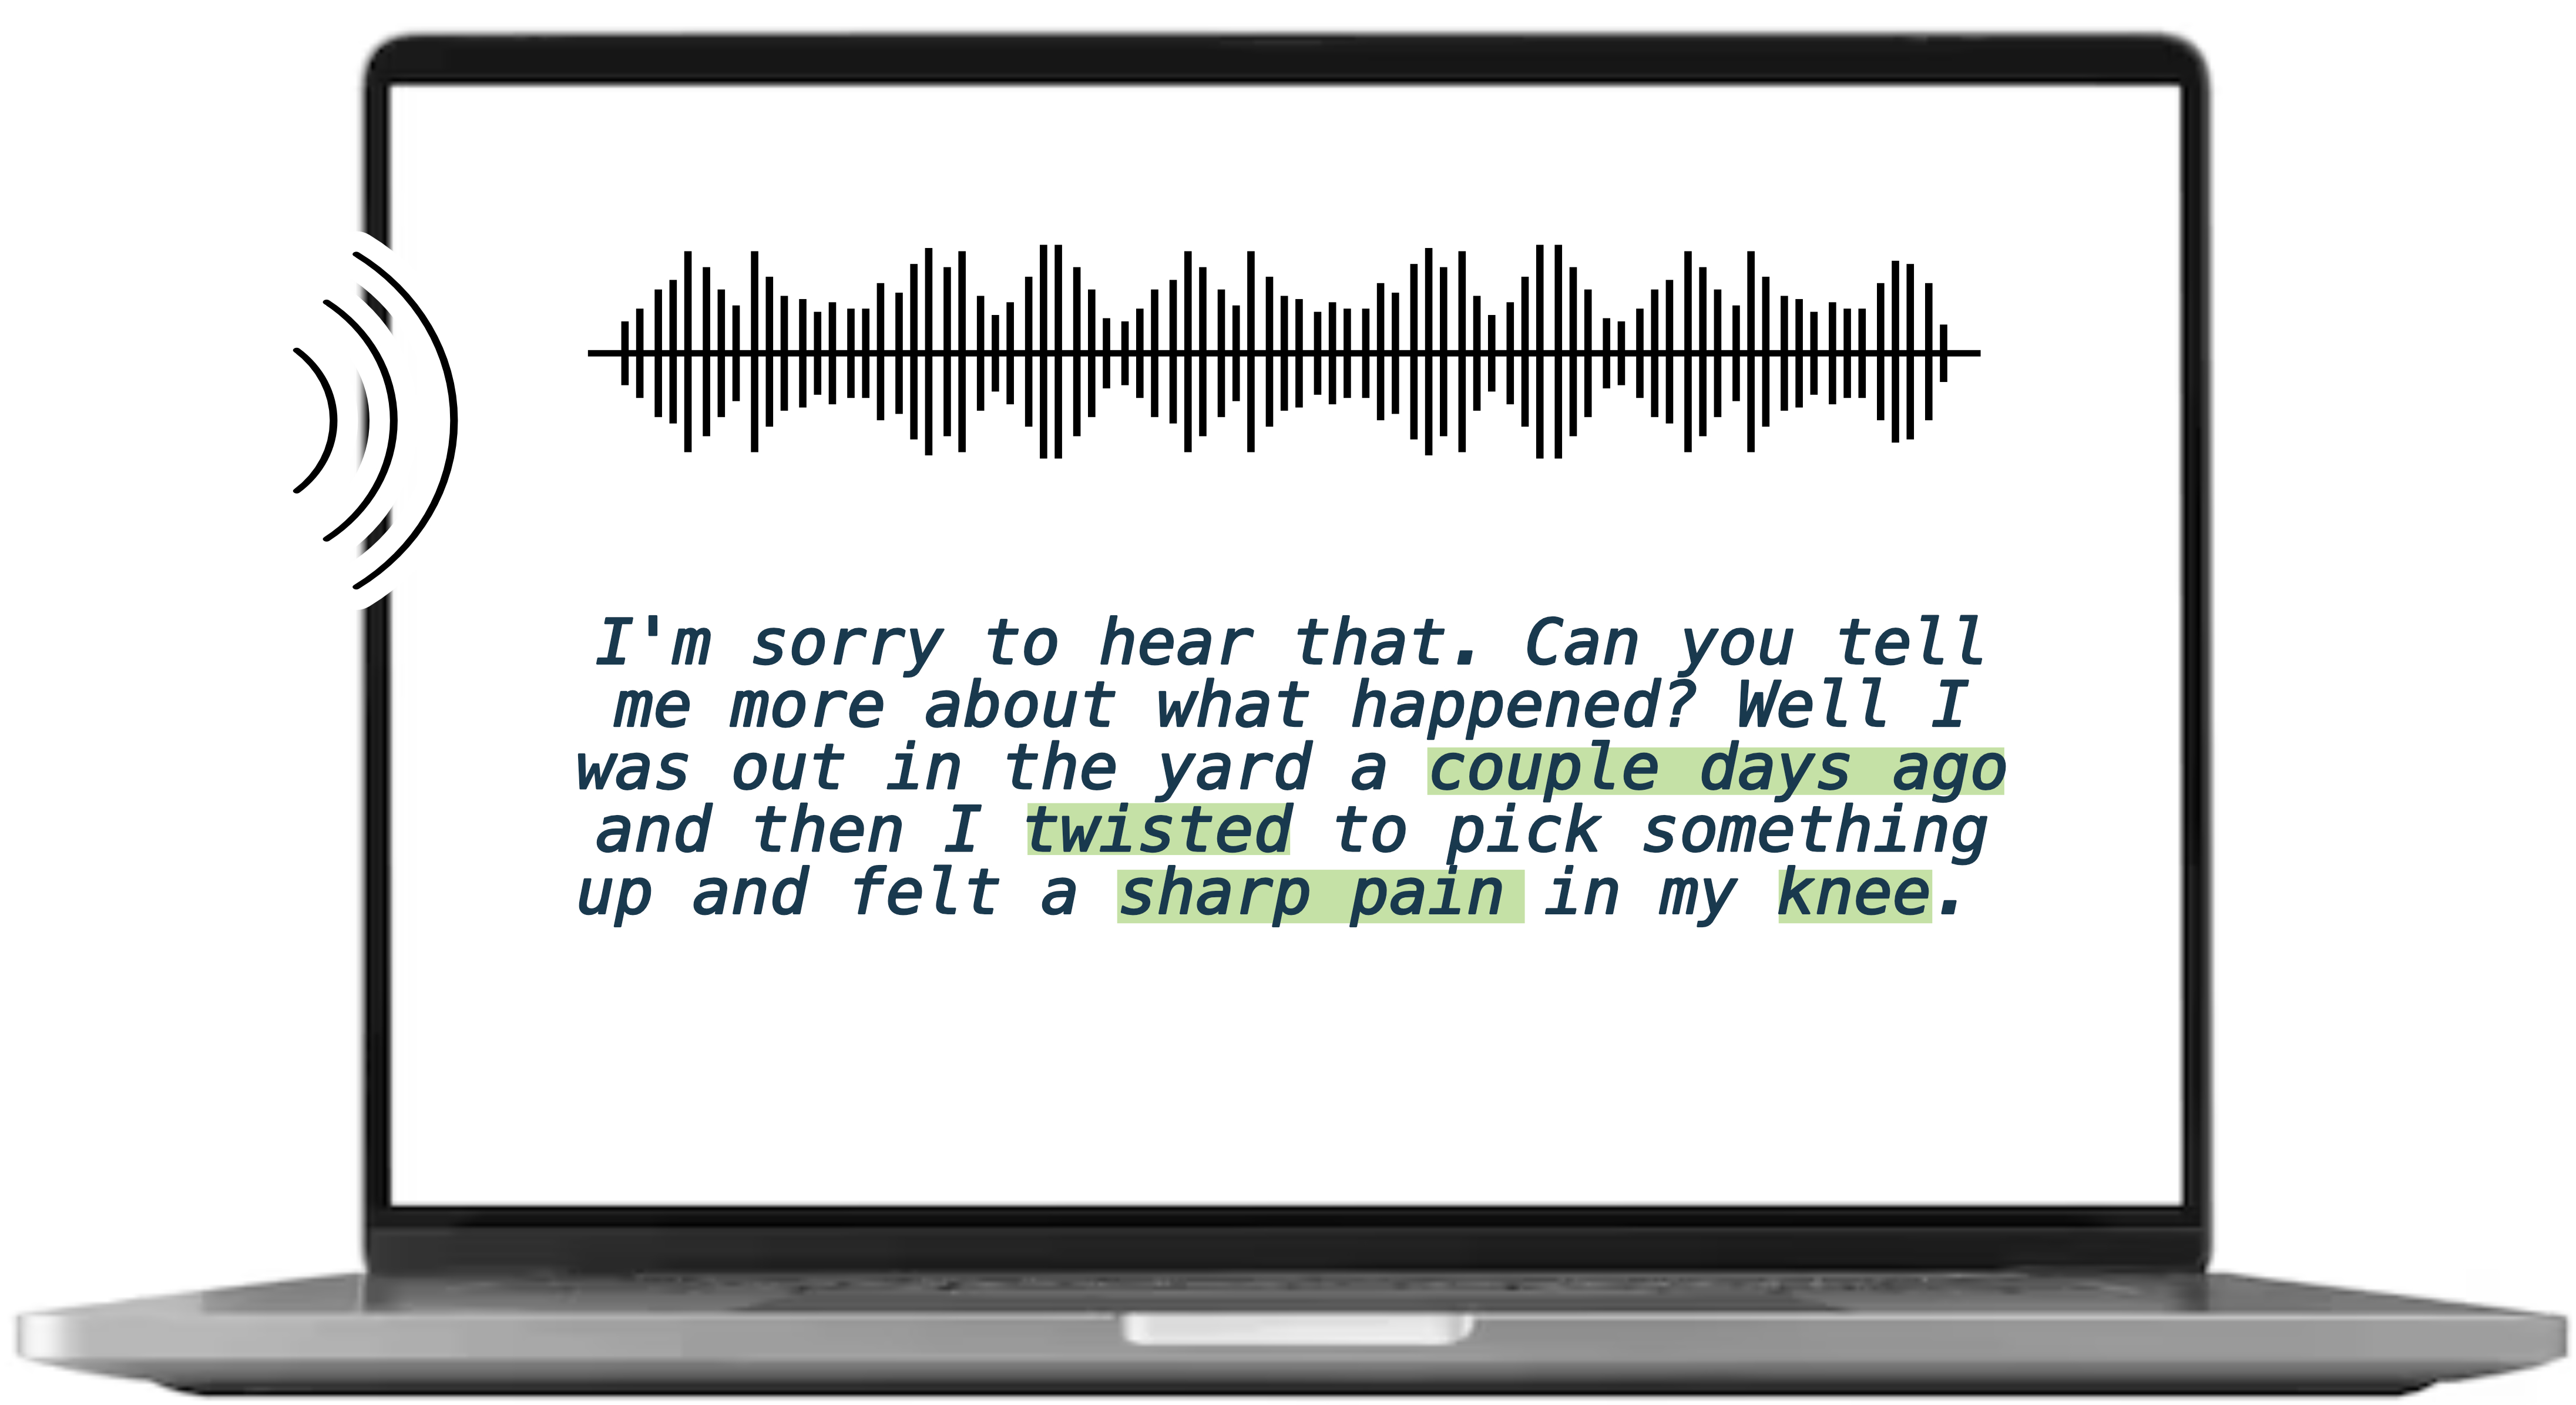 I'm sorry to hear that. Can you tell
me more about what happened? Well I
was out in the yard a couple days ago
and then I twisted to pick something
up and felt a sharp pain in my knee.